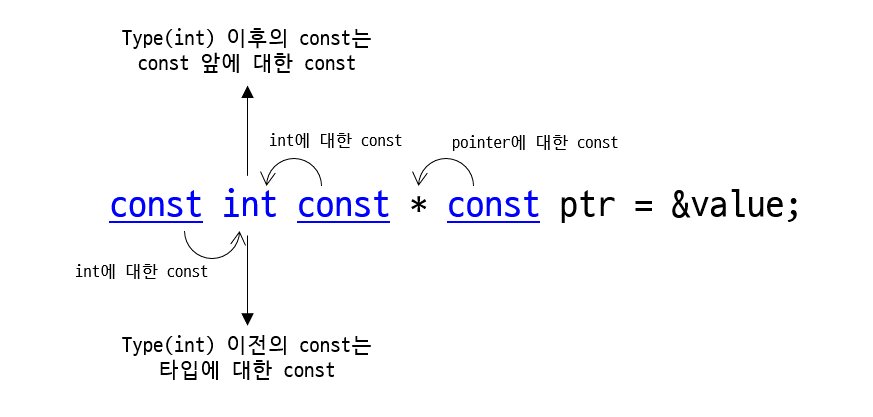 Type(int) 이후의 const는
const 앞에 대한 const
int에 대한 const
pointer에 대한 const
const int const * const ptr = &value;
int에 대한 const
Type(int) 이전의 const는
타입에 대한 const